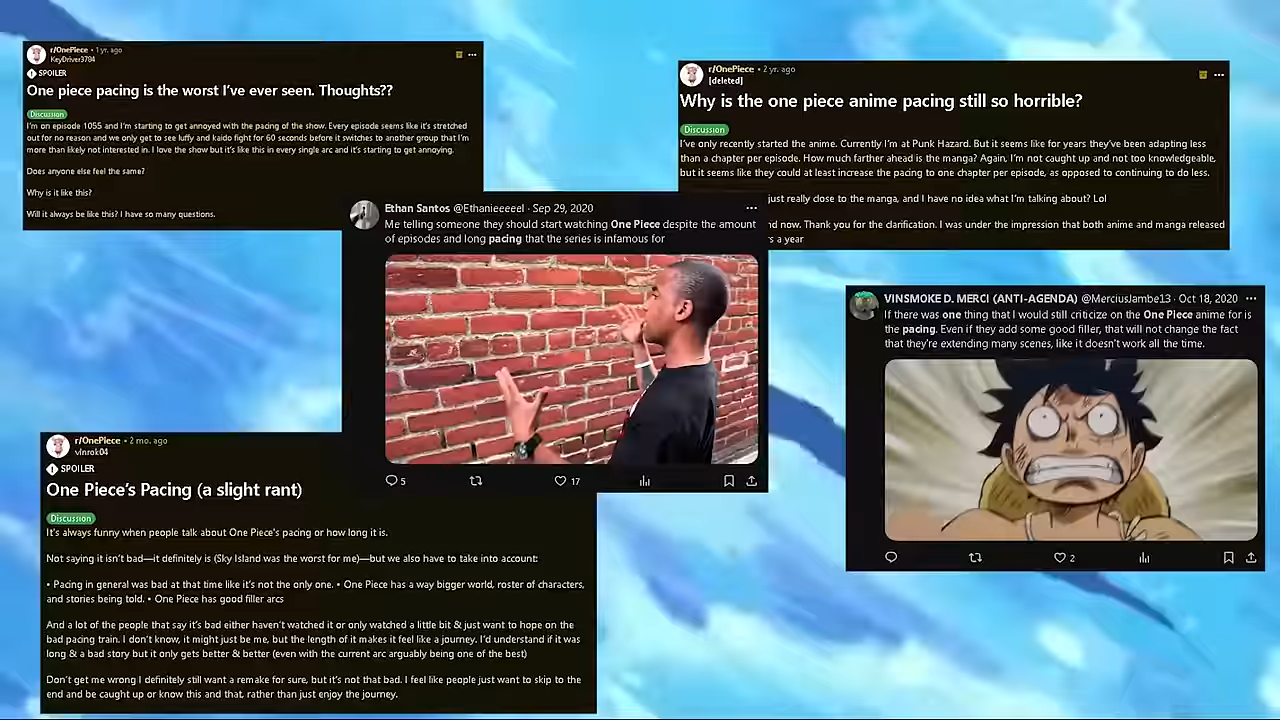 r/OnePiece • 1 yr. ago
KeyDriver3784
SPOILER
One piece pacing is the worst I've ever seen. Thoughts??
Discussion
I'm on episode 1055 and I'm starting to get annoyed with the pacing of the show. Every episode seems like it's stretched
out for no reason and we only get to see luffy and kaido fight for 60 seconds before it switches to another group that I'm
more than likely not interested in. I love the show but it's like this in every single arc and it's starting to get annoying.
Does anyone else feel the same?
Why is it like this?
Will it always be like this? I have so many questions.
r/OnePiece • 2 yr. ago
[deleted]
Why is the one piece anime pacing still so horrible?
Discussion
I've only recently started the anime. Currently I'm at Punk Hazard. But it seems like for years they've been adapting less
than a chapter per episode. How much farther ahead is the manga? Again, I'm not caught up and not too knowledgeable,
but it seems like they could at least increase the pacing to one chapter per episode, as opposed to continuing to do less.
just really close to the manga, and I have no idea what I'm talking about? Lol
nd now. Thank you for the clarification. I was under the impression that both anime and manga released
s a year
Ethan Santos @Ethanieeeeel · Sep 29, 2020
Me telling someone they should start watching One Piece despite the amount
of episodes and long pacing that the series is infamous for
5 17
VINSMOKE D. MERCI (ANTI-AGENDA) @MerciusJambe13 · Oct 18, 2020
If there was one thing that I would still criticize on the One Piece anime for is
the pacing. Even if they add some good filler, that will not change the fact
that they're extending many scenes, like it doesn't work all the time.
2
r/OnePiece • 2 mo. ago
vinrok04
SPOILER
One Piece's Pacing (a slight rant)
Discussion
It's always funny when people talk about One Piece's pacing or how long it is.
Not saying it isn't bad—it definitely is (Sky Island was the worst for me)—but we also have to take into account:
• Pacing in general was bad at that time like it's not the only one. • One Piece has a way bigger world, roster of characters,
and stories being told. • One Piece has good filler arcs
And a lot of the people that say it's bad either haven't watched it or only watched a little bit & just want to hope on the
bad pacing train. I don't know, it might just be me, but the length of it makes it feel like a journey. I'd understand if it was
long & a bad story but it only gets better & better (even with the current arc arguably being one of the best)
Don't get me wrong I definitely still want a remake for sure, but it's not that bad. I feel like people just want to skip to the
end and be caught up or know this and that, rather than just enjoy the journey.